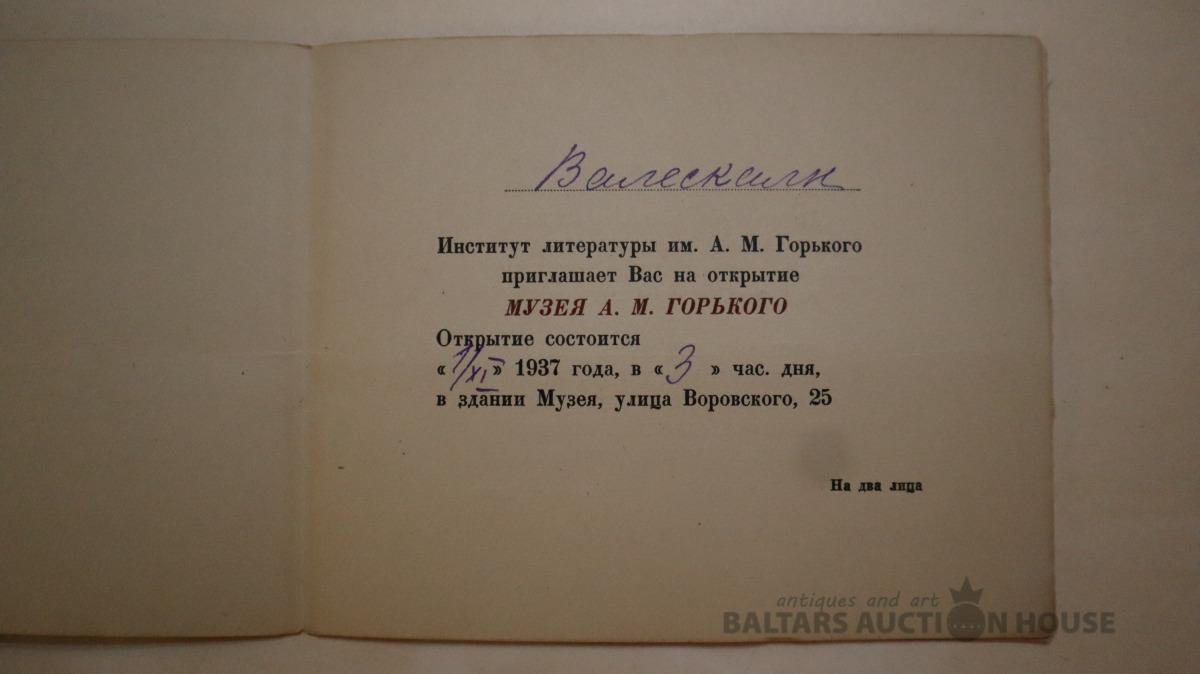 Валескалн
Институт литературы им. А. М. Горького
приглашает Вас на открытие
МУЗЕЯ А. М. ГОРЬКОГО
Открытие состоится
« 1/XI » 1937 года, в « 3 » час. дня,
в здании Музея, улица Воровского, 25
На два лица
antiques and art
BALTARS AUCTION HOUSE